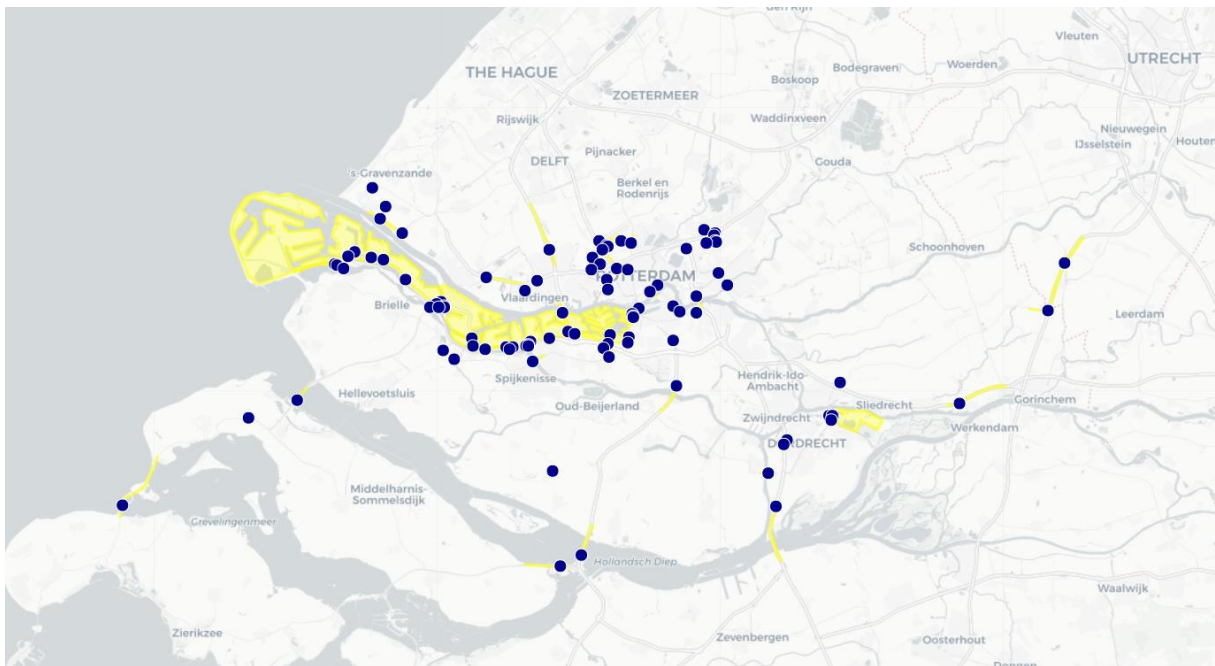 Vleuten
UTRECHT
Woerden
Bodegraven
THE HAGUE
Boskoop
ZOETERMEER
Waddinxveen
Rijswijk
Nieuwegein
IJsselstein
Houten
Pijnacker
DELFT
Gouda
's-Gravenzande
Berkel en
Rodenrijs
Schoonhoven
ROTTERDAM
Vlaardingen
Brielle
Leerdam
Hendrik-Ido-
Ambacht
Spijkenisse
Hellevoetsluis
Oud-Beijerland
Zwijndrecht
Sliedrecht
Gorinchem
Werkendam
DORDRECHT
Middelharnis-
Sommelsdijk
Grevelingenmeer
Hollandsch Diep
Waalwijk
Zierikzee
Zevenbergen
Oosterhout